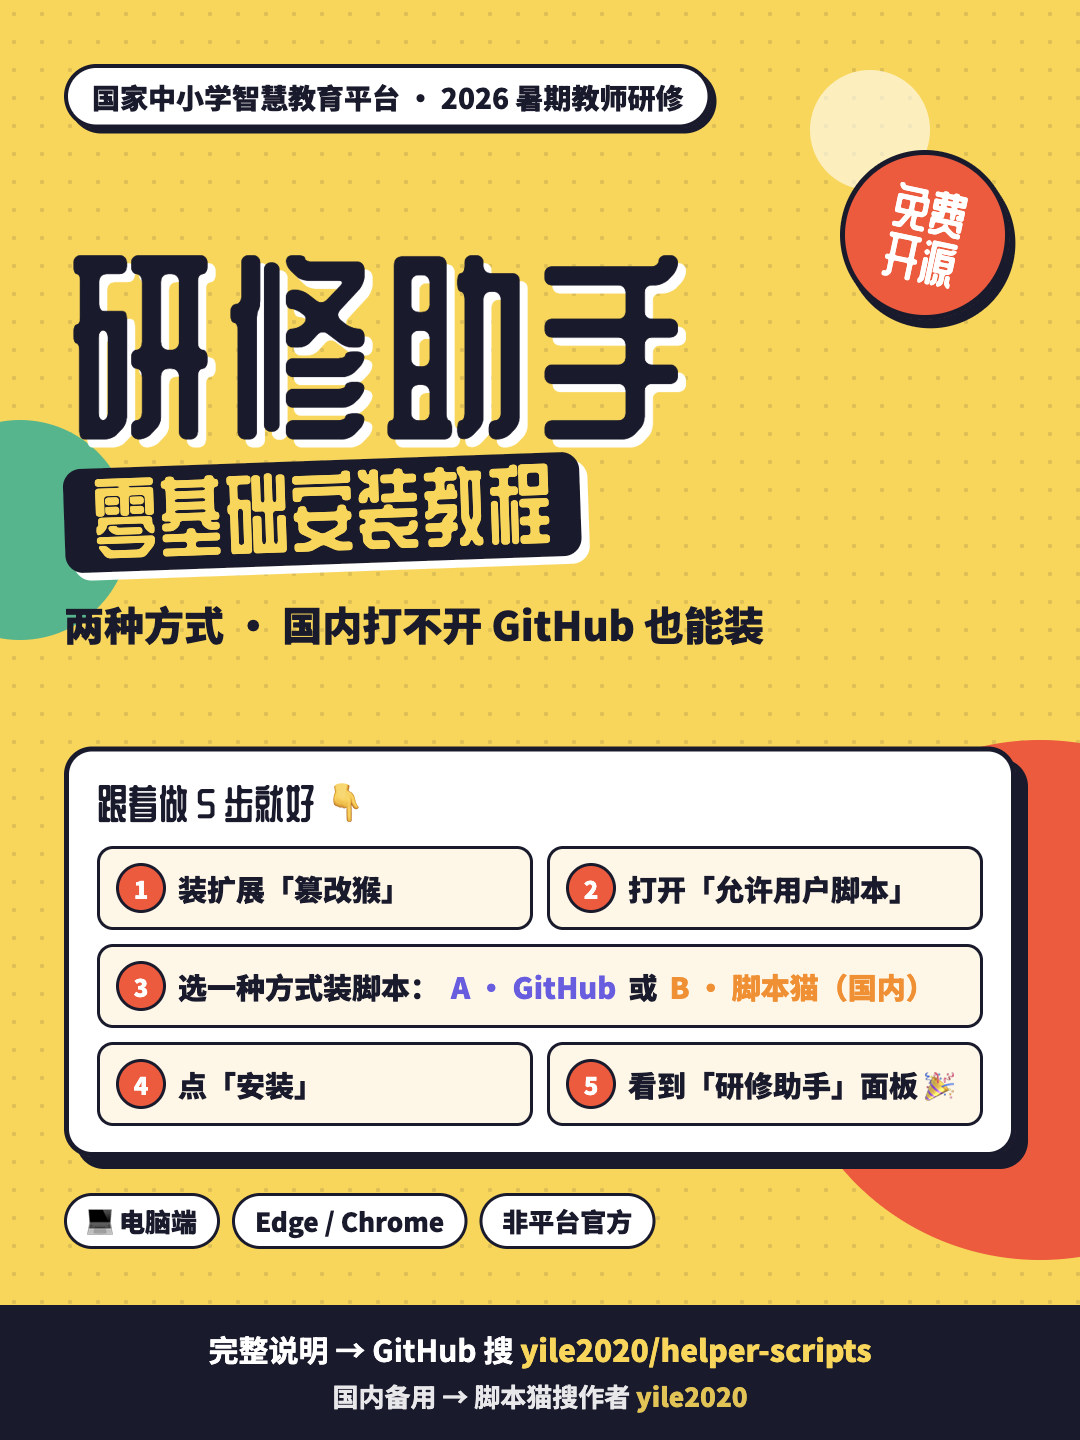 国家中小学智慧教育平台 · 2026 暑期教师研修
免费
开源
研修助手
零基础安装教程
两种方式 · 国内打不开 GitHub 也能装
跟着做 5 步就好 👇
1 装扩展「篡改猴」
2 打开「允许用户脚本」
3 选一种方式装脚本： A · GitHub 或 B · 脚本猫（国内）
4 点「安装」
5 看到「研修助手」面板 🎉
💻 电脑端
Edge / Chrome
非平台官方
完整说明 → GitHub 搜 yile2020/helper-scripts
国内备用 → 脚本猫搜作者 yile2020